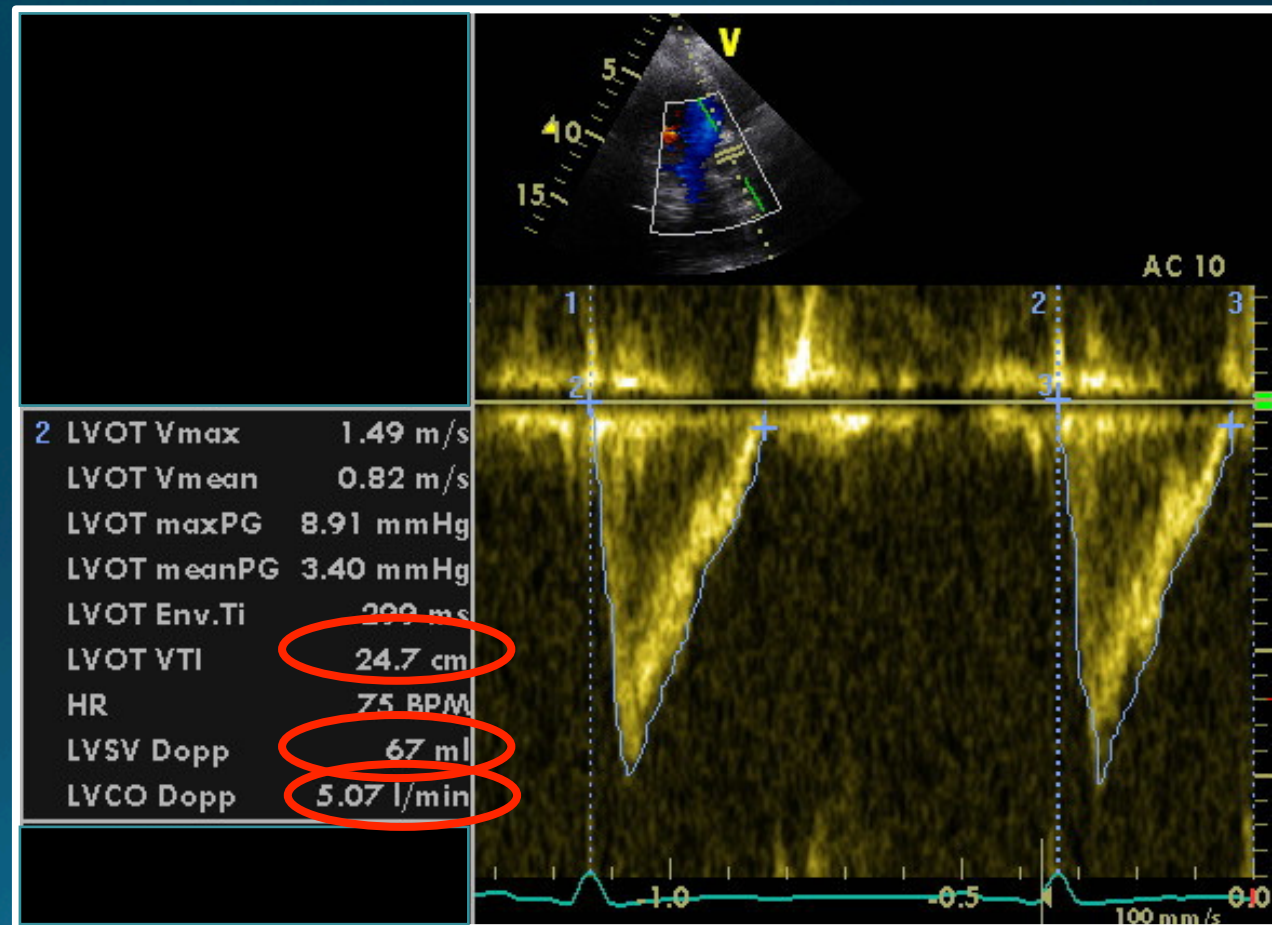 V
5
10
15
AC 10
1 2 3
2 3
2 LVOT Vmax 1.49 m/s
LVOT Vmean 0.82 m/s
LVOT maxPG 8.91 mmHg
LVOT meanPG 3.40 mmHg
LVOT Env.Ti 299 ms
LVOT VTI 24.7 cm
HR 75 BPM
LVSV Dopp 67 ml
LVCO Dopp 5.07 l/min
-1.0 -0.5 0.0
100 mm/s